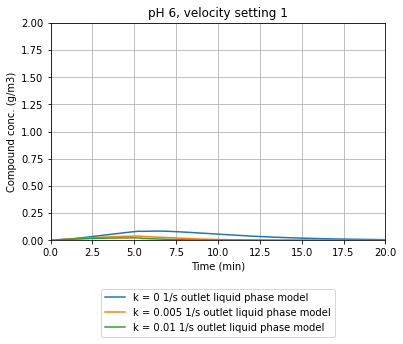 pH 6, velocity setting 1
Compound conc. (g/m3)
2.00
1.75
1.50
1.25
1.00
0.75
0.50
0.25
0.00
0.0 2.5 5.0 7.5 10.0 12.5 15.0 17.5 20.0
Time (min)
k = 0 1/s outlet liquid phase model
k = 0.005 1/s outlet liquid phase model
k = 0.01 1/s outlet liquid phase model